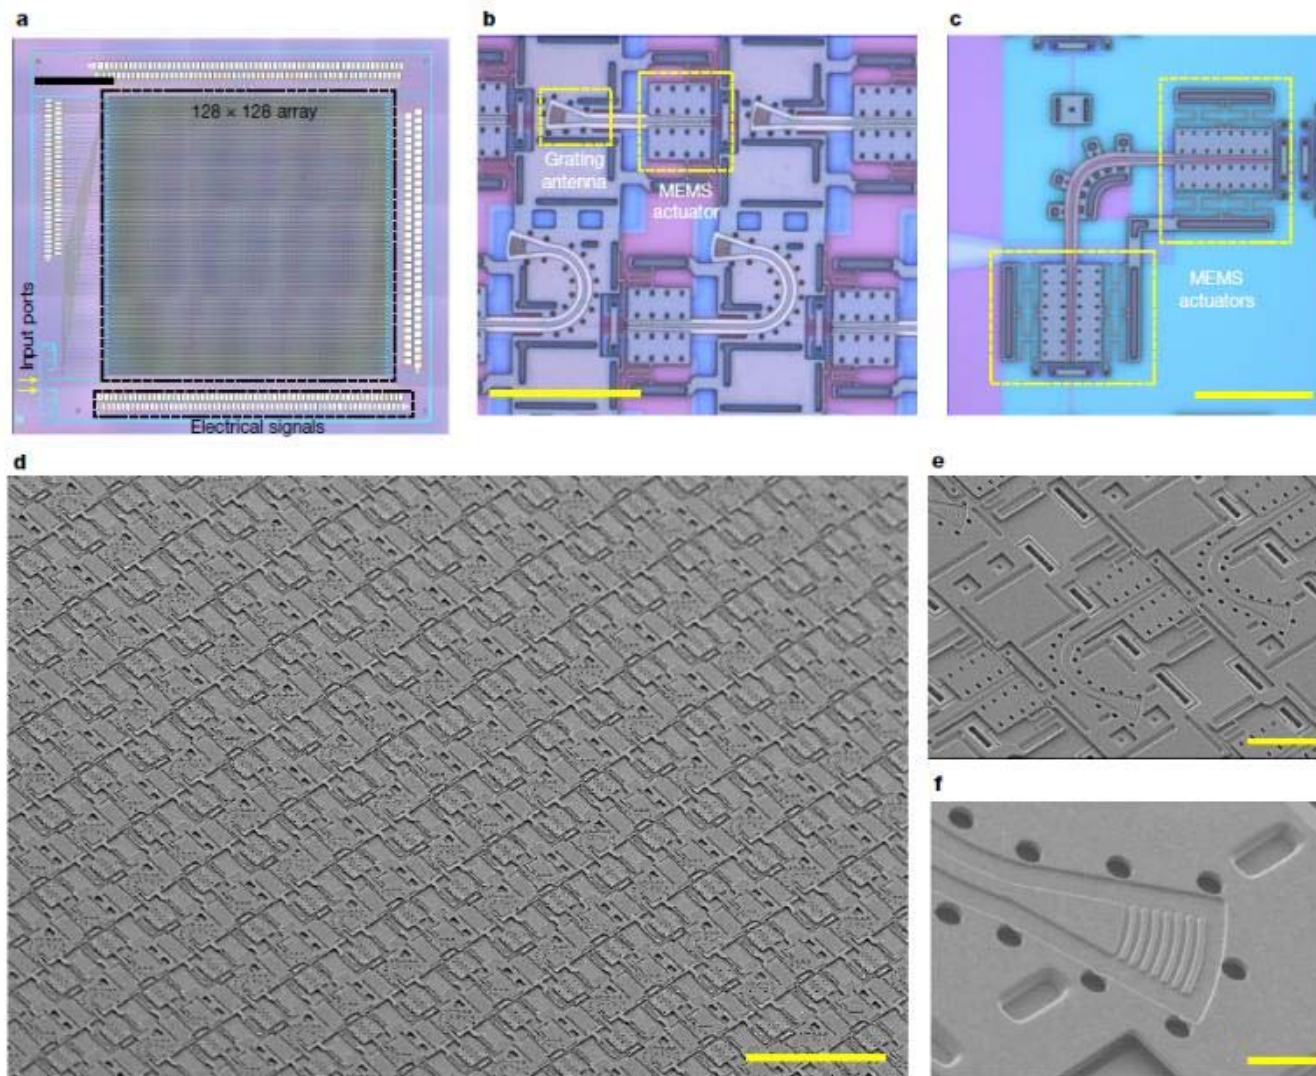 a
128 × 128 array
Input ports
Electrical signals
b
Grating
antenna
MEMS
actuator
c
MEMS
actuators
d
e
f